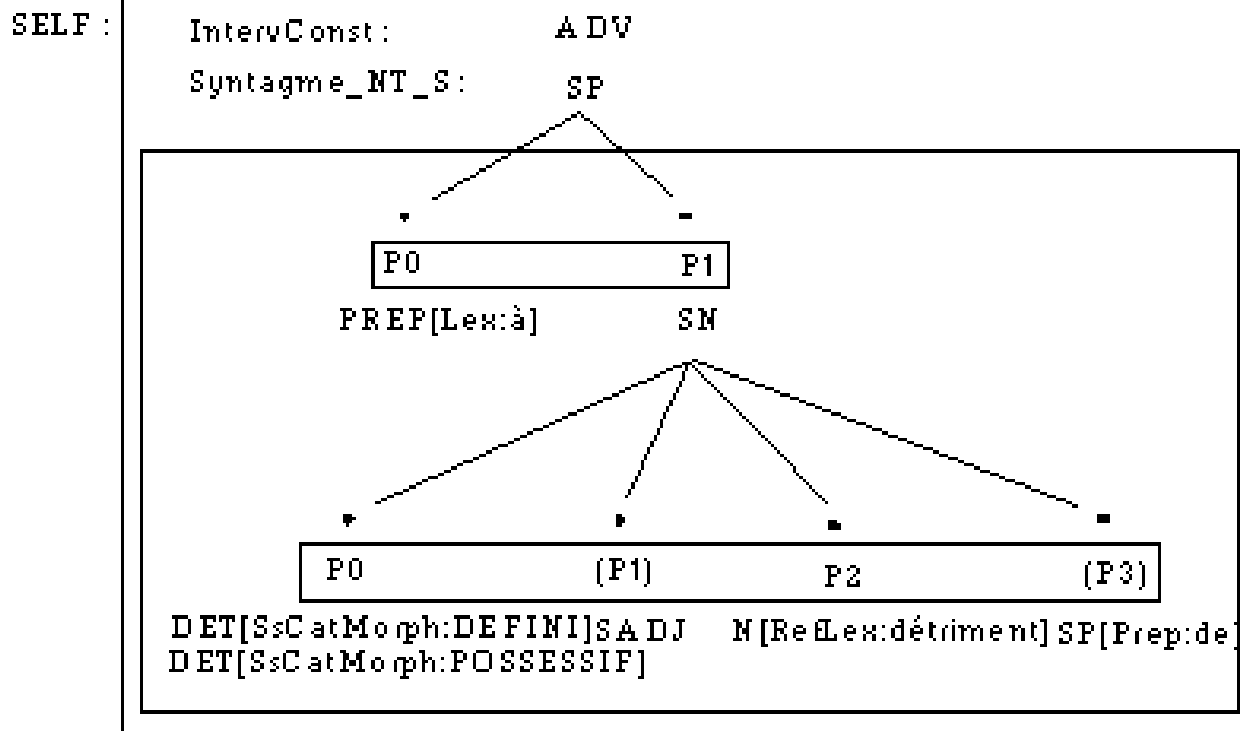 SELF : IntervConst : ADV
Syntagme_NT_S : SP
P0 P1
PREP[Lex:à] SN
P0 (P1) P2 (P3)
DET[SsCatMorph:DEFINI] SADJ N[RefLex:détriment] SP[Prep:de]
DET[SsCatMorph:POSSESSIF]